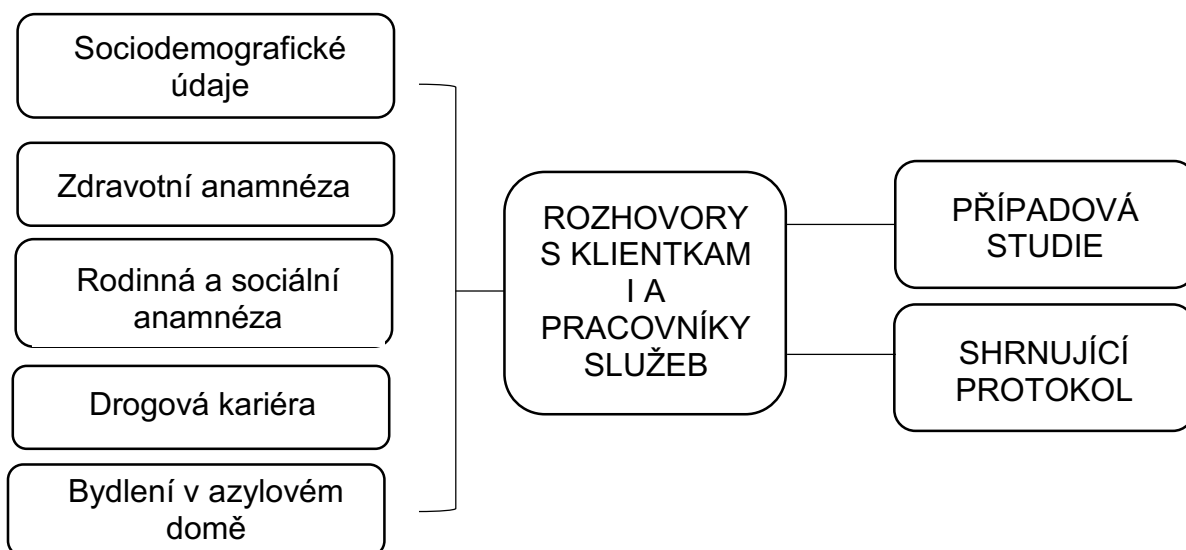 Sociodemografické
údaje
Zdravotní anamnéza
Rodinná a sociální
anamnéza
Drogová kariéra
Bydlení v azylovém
domě
ROZHOVORY
S KLIENTKAM
I A
PRACOVNÍKY
SLUŽEB
PŘÍPADOVÁ
STUDIE
SHRNUJÍCÍ
PROTOKOL